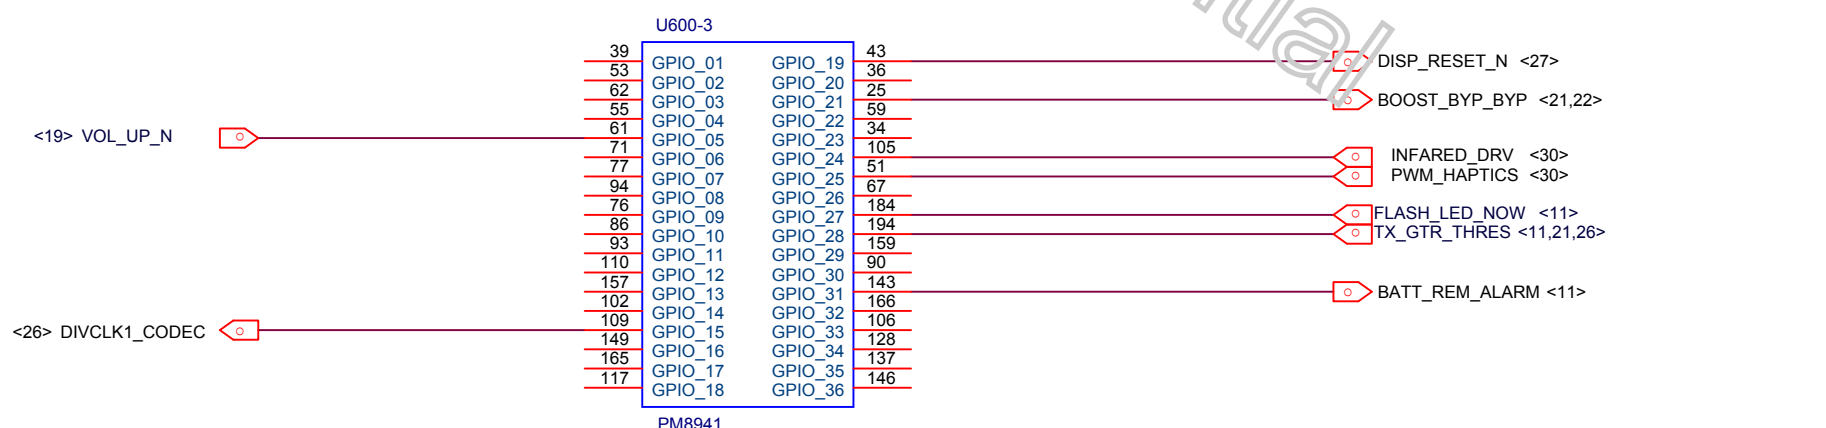 U600-3
39 GPIO_01 GPIO_19 43 DISP_RESET_N <27>
53 GPIO_02 GPIO_20 36
62 GPIO_03 GPIO_21 25 BOOST_BYP_BYP <21,22>
55 GPIO_04 GPIO_22 59
<19> VOL_UP_N 61 GPIO_05 GPIO_23 34
71 GPIO_06 GPIO_24 105 INFARED_DRV <30>
77 GPIO_07 GPIO_25 51 PWM_HAPTICS <30>
94 GPIO_08 GPIO_26 67
76 GPIO_09 GPIO_27 184 FLASH_LED_NOW <11>
86 GPIO_10 GPIO_28 194 TX_GTR_THRES <11,21,26>
93 GPIO_11 GPIO_29 159
110 GPIO_12 GPIO_30 90
157 GPIO_13 GPIO_31 143 BATT_REM_ALARM <11>
102 GPIO_14 GPIO_32 166
<26> DIVCLK1_CODEC 109 GPIO_15 GPIO_33 106
149 GPIO_16 GPIO_34 128
165 GPIO_17 GPIO_35 137
117 GPIO_18 GPIO_36 146
PM8941